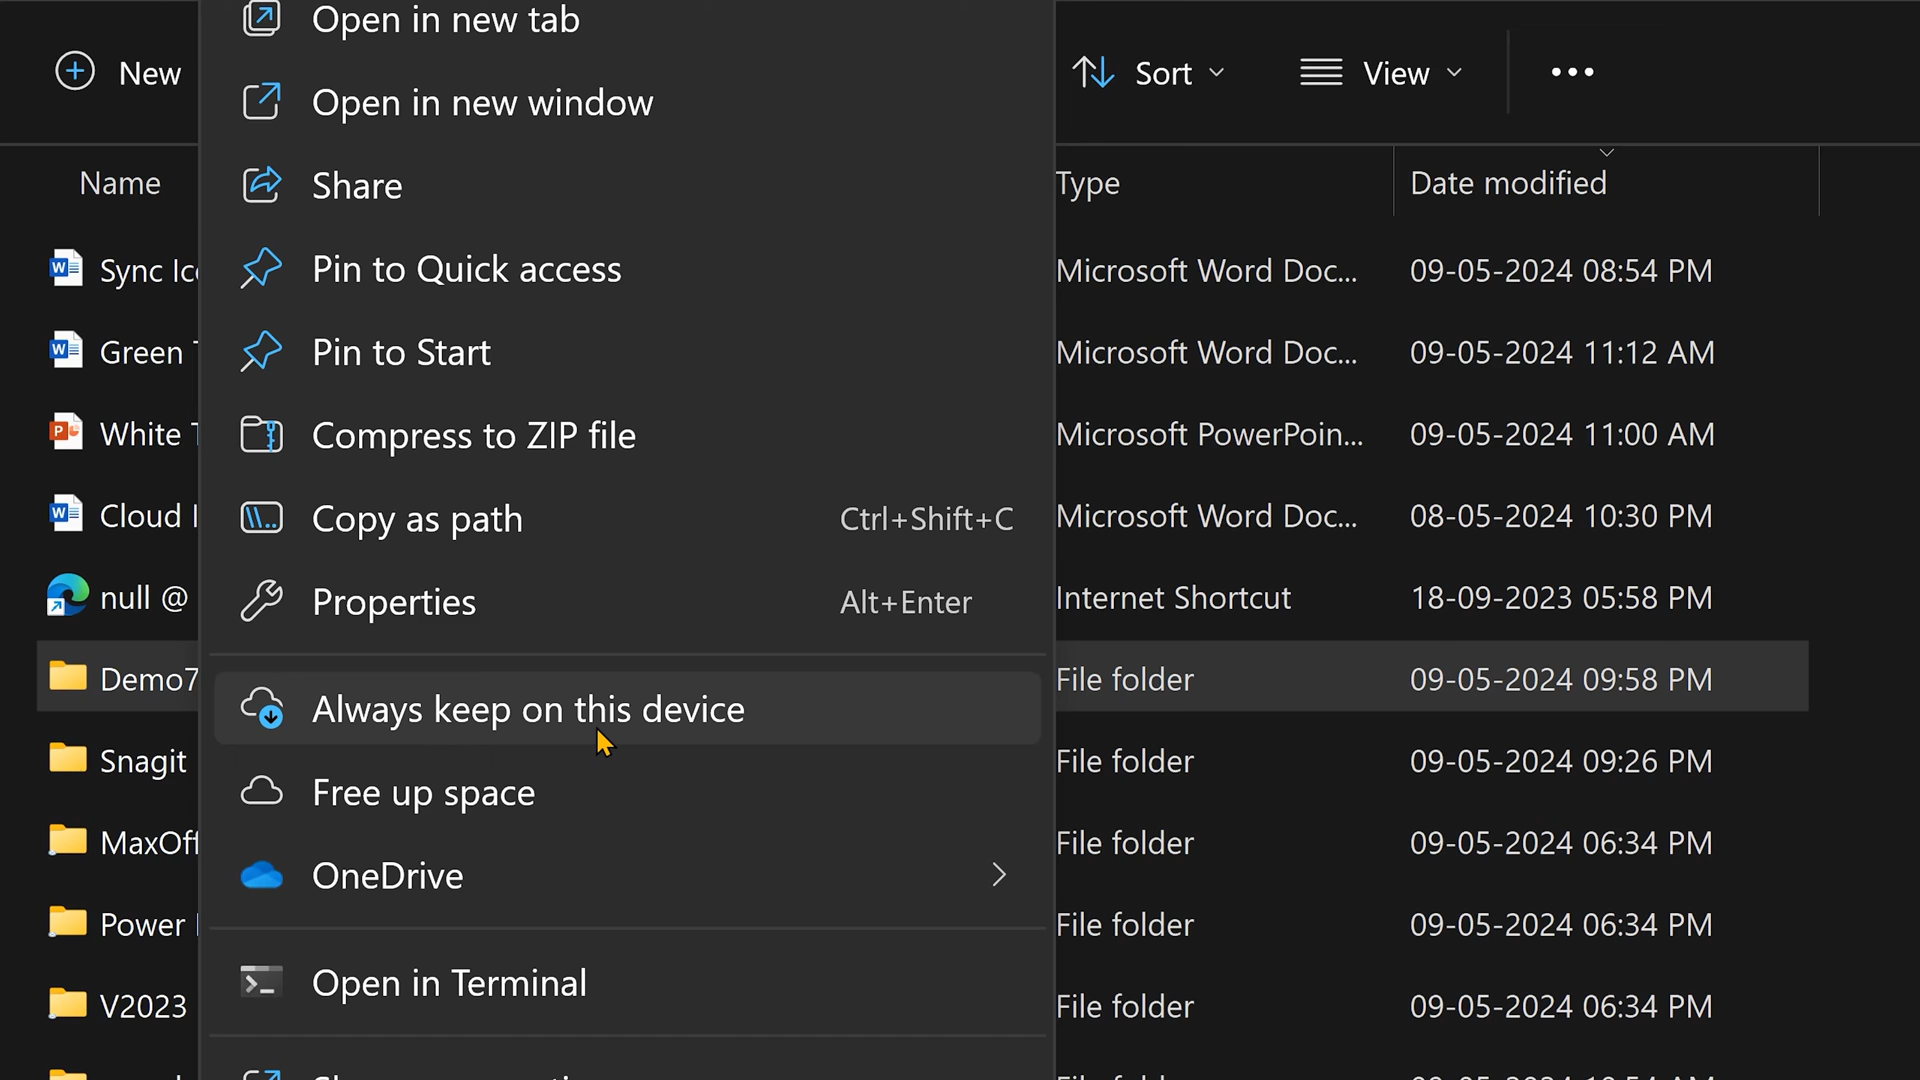 Open in new tab
New
Open in new window
Sort
View
Share
Name
Type
Date modified
Pin to Quick access
Sync Ic
Microsoft Word Doc...
09-05-2024 08:54 PM
Pin to Start
Green
Microsoft Word Doc...
09-05-2024 11:12 AM
Compress to ZIP file
White
Microsoft PowerPoin...
09-05-2024 11:00 AM
Copy as path
Ctrl+Shift+C
Cloud
Microsoft Word Doc...
08-05-2024 10:30 PM
Properties
Alt+Enter
null @
Internet Shortcut
18-09-2023 05:58 PM
Demo7
File folder
09-05-2024 09:58 PM
Always keep on this device
Snagit
File folder
09-05-2024 09:26 PM
Free up space
MaxOff
File folder
09-05-2024 06:34 PM
OneDrive
Power
File folder
09-05-2024 06:34 PM
Open in Terminal
V2023
File folder
09-05-2024 06:34 PM